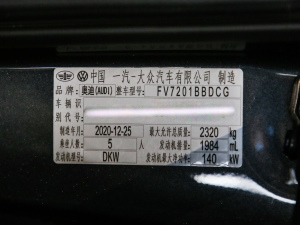 中国 一汽-大众汽车有限公司 制造
品牌:奥迪(AUDI) 整车型号: FV7201BBDCG
车辆识
别代号:
制造年月 2020-12-25 最大允许总质量: 2320 kg
乘坐人数: 5 人 发动机排量: 1984 mL
发动机型号: DKW 发动机最大净功率: 140 kW